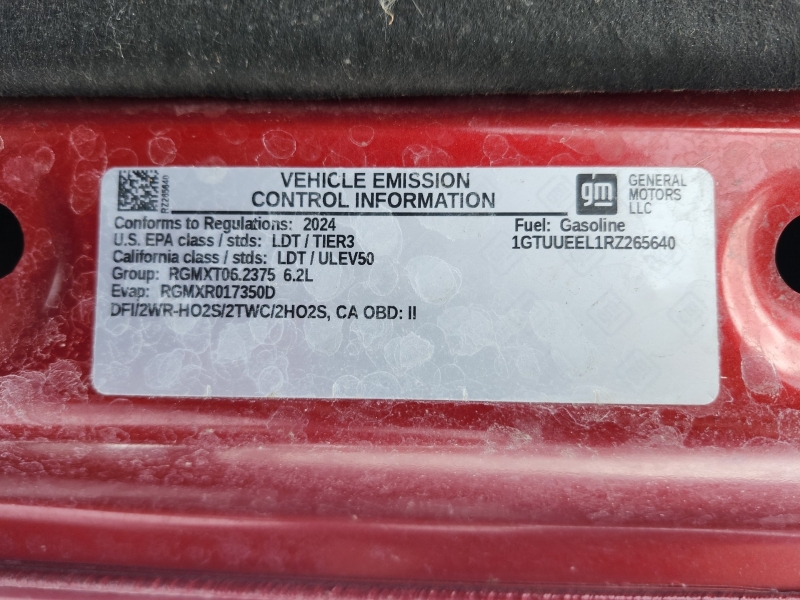 RZ265640
VEHICLE EMISSION
CONTROL INFORMATION
gm
GENERAL
MOTORS
LLC
Conforms to Regulations: 2024
Fuel: Gasoline
U.S. EPA class / stds: LDT / TIER3
1GTUUEEL1RZ265640
California class / stds: LDT / ULEV50
Group: RGMXT06.2375 6.2L
Evap: RGMXR017350D
DFI/2WR-HO2S/2TWC/2HO2S, CA OBD: II